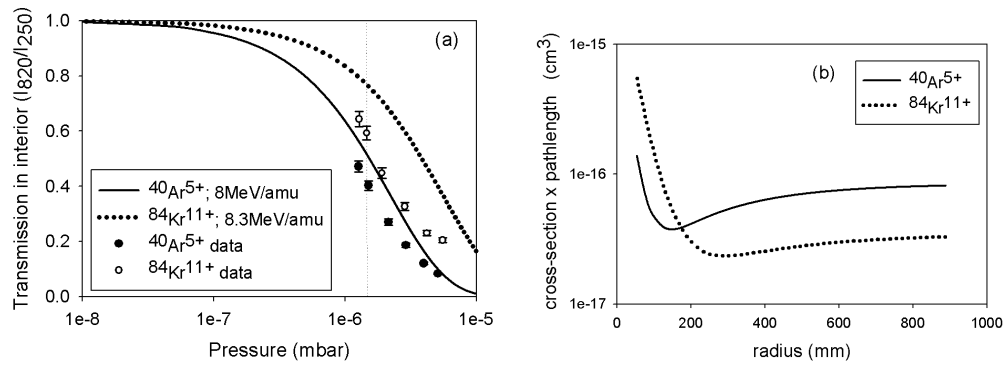 Transmission in interior (I820/I250)
1.0
0.8
0.6
0.4
0.2
0.0
(a)
40Ar5+; 8MeV/amu
84Kr11+; 8.3MeV/amu
40Ar5+ data
84Kr11+ data
1e-8
1e-7
1e-6
1e-5
Pressure (mbar)
cross-section x pathlength (cm3)
1e-15
1e-16
1e-17
(b)
40Ar5+
84Kr11+
0
200
400
600
800
1000
radius (mm)